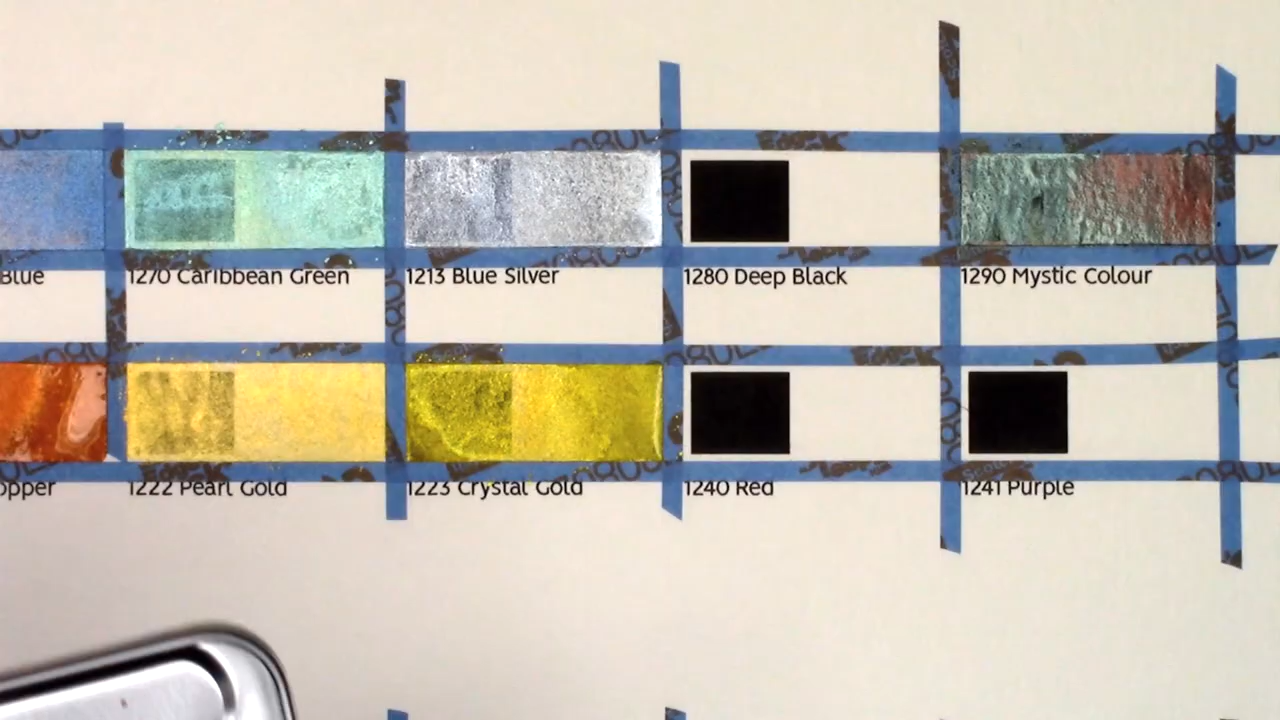 Blue
1270 Caribbean Green
1213 Blue Silver
1280 Deep Black
1290 Mystic Colour
opper
1222 Pearl Gold
1223 Crystal Gold
1240 Red
1241 Purple